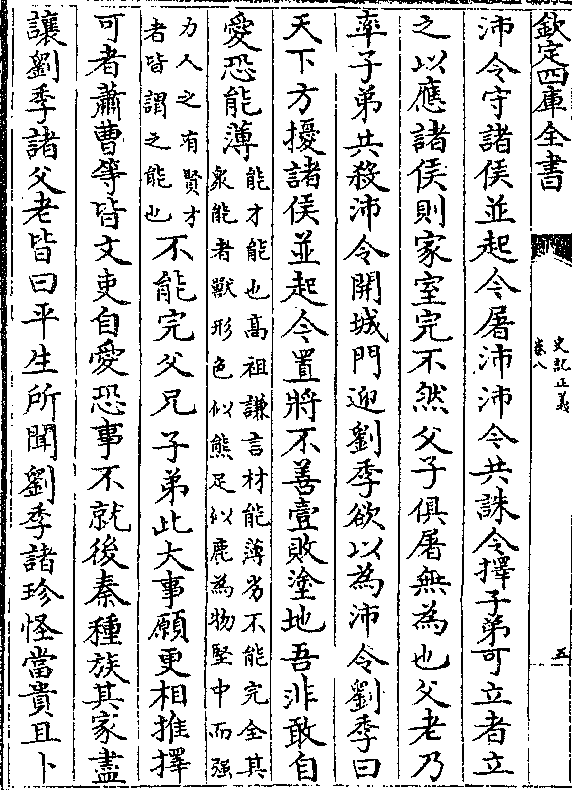 欽定四庫全書
史記正義
卷八
五
沛令守諸侯並起今屠沛沛令共誅令擇子弟可立者立
之以應諸侯則家室完不然父子俱屠無為也父老乃
率子弟共殺沛令開城門迎劉季欲以為沛令劉季曰
天下方擾諸侯並起今置將不善壹敗塗地吾非敢自
愛恐能薄
能才能也高祖謙言材能薄劣不能完全其
衆能者獸形色似熊足似鹿為物堅中而强
力人之有賢才
者皆謂之能也
不能完父兄子弟此大事願更相推擇
可者蕭曹等皆文吏自愛恐事不就後秦種族其家盡
讓劉季諸父老皆曰平生所聞劉季諸珍怪當貴且卜